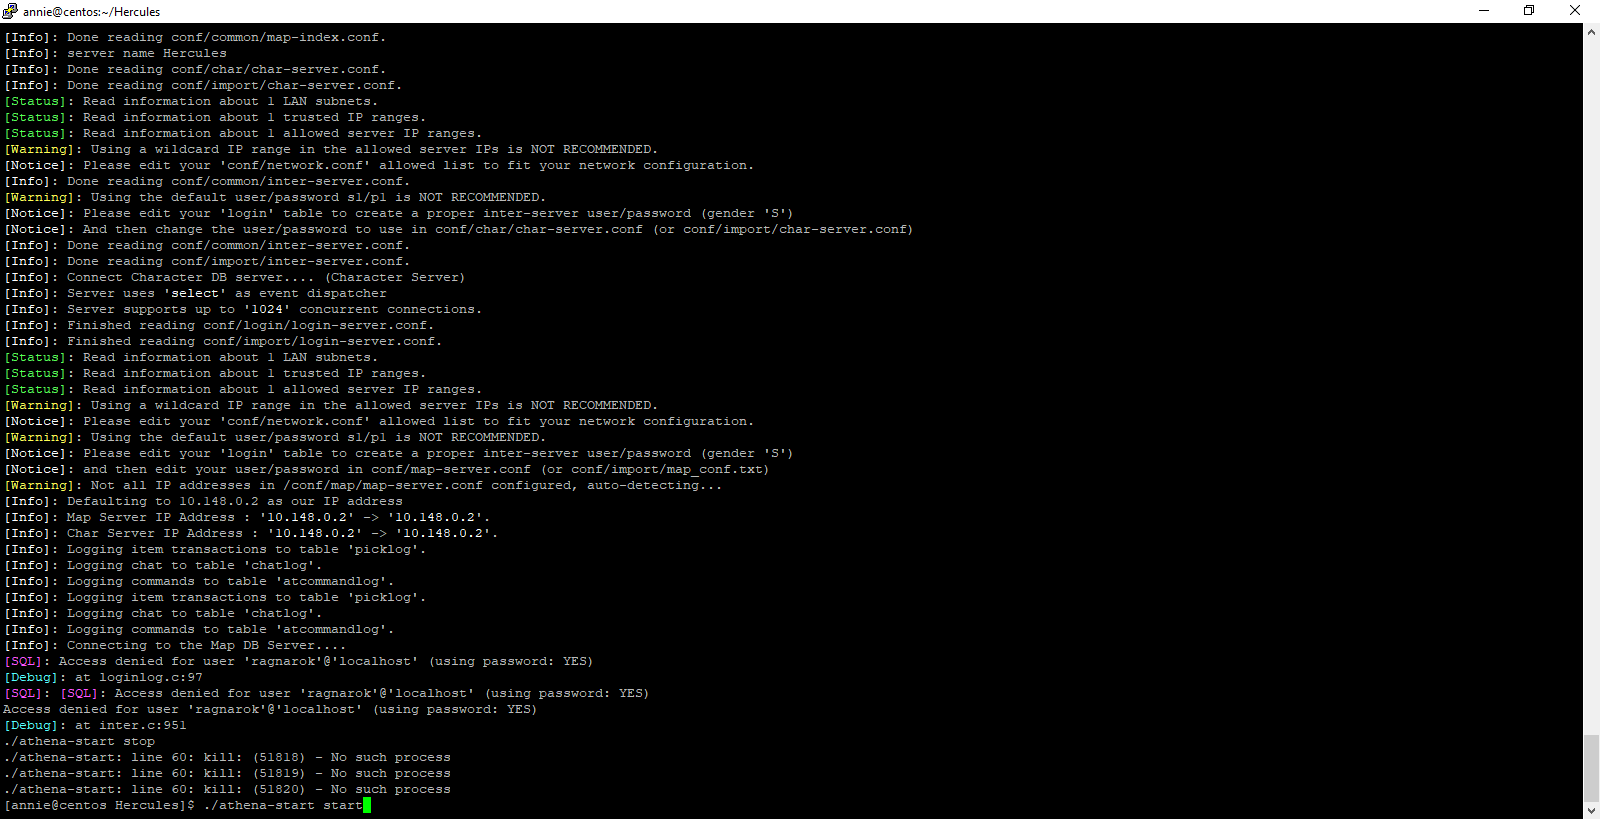 annie@centos:~/Hercules
[Info]: Done reading conf/common/map-index.conf.
[Info]: server name Hercules
[Info]: Done reading conf/char/char-server.conf.
[Info]: Done reading conf/import/char-server.conf.
[Status]: Read information about 1 LAN subnets.
[Status]: Read information about 1 trusted IP ranges.
[Status]: Read information about 1 allowed server IP ranges.
[Warning]: Using a wildcard IP range in the allowed server IPs is NOT RECOMMENDED.
[Notice]: Please edit your 'conf/network.conf' allowed list to fit your network configuration.
[Info]: Done reading conf/common/inter-server.conf.
[Warning]: Using the default user/password s1/p1 is NOT RECOMMENDED.
[Notice]: Please edit your 'login' table to create a proper inter-server user/password (gender 'S')
[Notice]: And then change the user/password to use in conf/char/char-server.conf (or conf/import/char-server.conf)
[Info]: Done reading conf/common/inter-server.conf.
[Info]: Done reading conf/import/inter-server.conf.
[Info]: Connect Character DB server.... (Character Server)
[Info]: Server uses 'select' as event dispatcher
[Info]: Server supports up to '1024' concurrent connections.
[Info]: Finished reading conf/login/login-server.conf.
[Info]: Finished reading conf/import/login-server.conf.
[Status]: Read information about 1 LAN subnets.
[Status]: Read information about 1 trusted IP ranges.
[Status]: Read information about 1 allowed server IP ranges.
[Warning]: Using a wildcard IP range in the allowed server IPs is NOT RECOMMENDED.
[Notice]: Please edit your 'conf/network.conf' allowed list to fit your network configuration.
[Warning]: Using the default user/password s1/p1 is NOT RECOMMENDED.
[Notice]: Please edit your 'login' table to create a proper inter-server user/password (gender 'S')
[Notice]: and then edit your user/password in conf/map-server.conf (or conf/import/map_conf.txt)
[Warning]: Not all IP addresses in /conf/map/map-server.conf configured, auto-detecting...
[Info]: Defaulting to 10.148.0.2 as our IP address
[Info]: Map Server IP Address : '10.148.0.2' -> '10.148.0.2'.
[Info]: Char Server IP Address : '10.148.0.2' -> '10.148.0.2'.
[Info]: Logging item transactions to table 'picklog'.
[Info]: Logging chat to table 'chatlog'.
[Info]: Logging commands to table 'atcommandlog'.
[Info]: Logging item transactions to table 'picklog'.
[Info]: Logging chat to table 'chatlog'.
[Info]: Logging commands to table 'atcommandlog'.
[Info]: Connecting to the Map DB Server....
[SQL]: Access denied for user 'ragnarok'@'localhost' (using password: YES)
[Debug]: at loginlog.c:97
[SQL]: [SQL]: Access denied for user 'ragnarok'@'localhost' (using password: YES)
Access denied for user 'ragnarok'@'localhost' (using password: YES)
[Debug]: at inter.c:951
./athena-start stop
./athena-start: line 60: kill: (51818) - No such process
./athena-start: line 60: kill: (51819) - No such process
./athena-start: line 60: kill: (51820) - No such process
[annie@centos Hercules]$ ./athena-start start